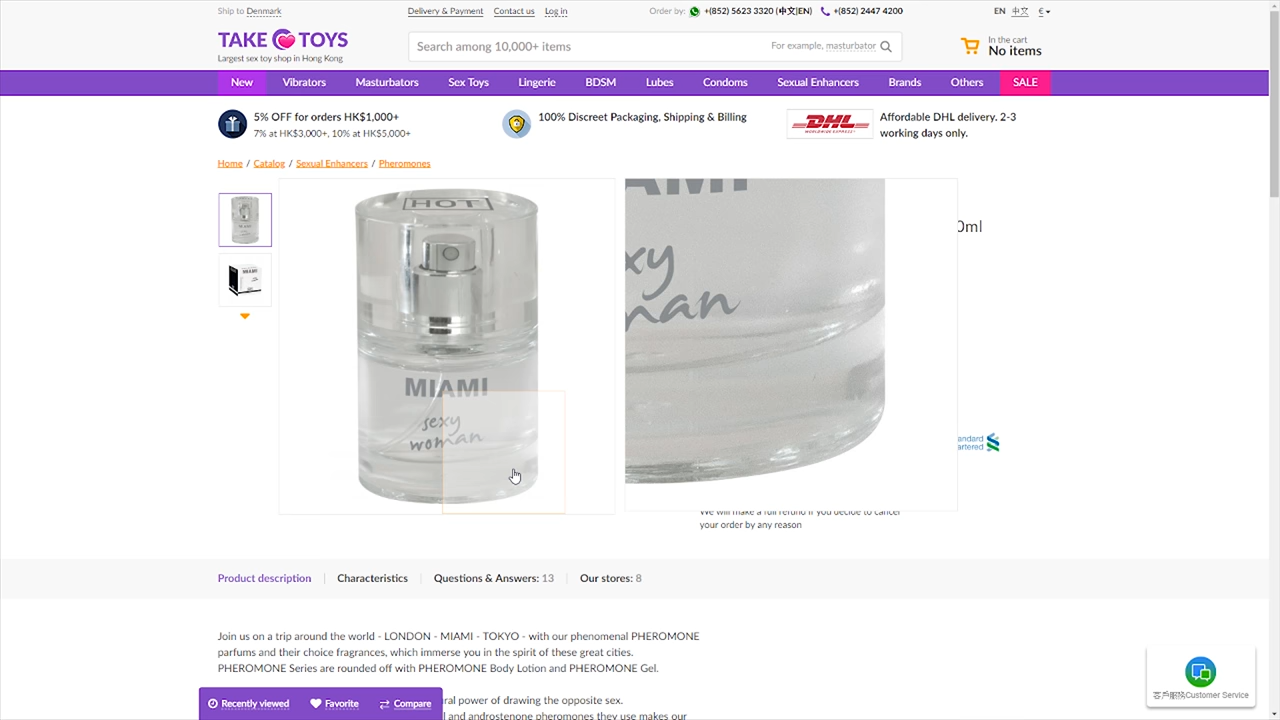 Ship to Denmark
Delivery & Payment Contact us Log in
Order by: +(852) 5623 3320 (中文|EN) +(852) 2447 4200
EN 中文 €
TAKE TOYS
Largest sex toy shop in Hong Kong
Search among 10,000+ items
For example, masturbator
In the cart
No items
New Vibrators Masturbators Sex Toys Lingerie BDSM Lubes Condoms Sexual Enhancers Brands Others SALE
5% OFF for orders HK$1,000+
7% at HK$3,000+, 10% at HK$5,000+
100% Discreet Packaging, Shipping & Billing
DHL
WORLDWIDE EXPRESS
Affordable DHL delivery. 2-3
working days only.
Home / Catalog / Sexual Enhancers / Pheromones
HOT
MIAMI
sexy
woman
MIAMI
MIAMI
xy
man
0ml
andard
artered
We will make a full refund if you decide to cancel
your order by any reason
Product description Characteristics Questions & Answers: 13 Our stores: 8
Join us on a trip around the world - LONDON - MIAMI - TOKYO - with our phenomenal PHEROMONE
parfums and their choice fragrances, which immerse you in the spirit of these great cities.
PHEROMONE Series are rounded off with PHEROMONE Body Lotion and PHEROMONE Gel.
ral power of drawing the opposite sex.
l and androstenone pheromones they use makes our
Recently viewed Favorite Compare
客戶服務Customer Service